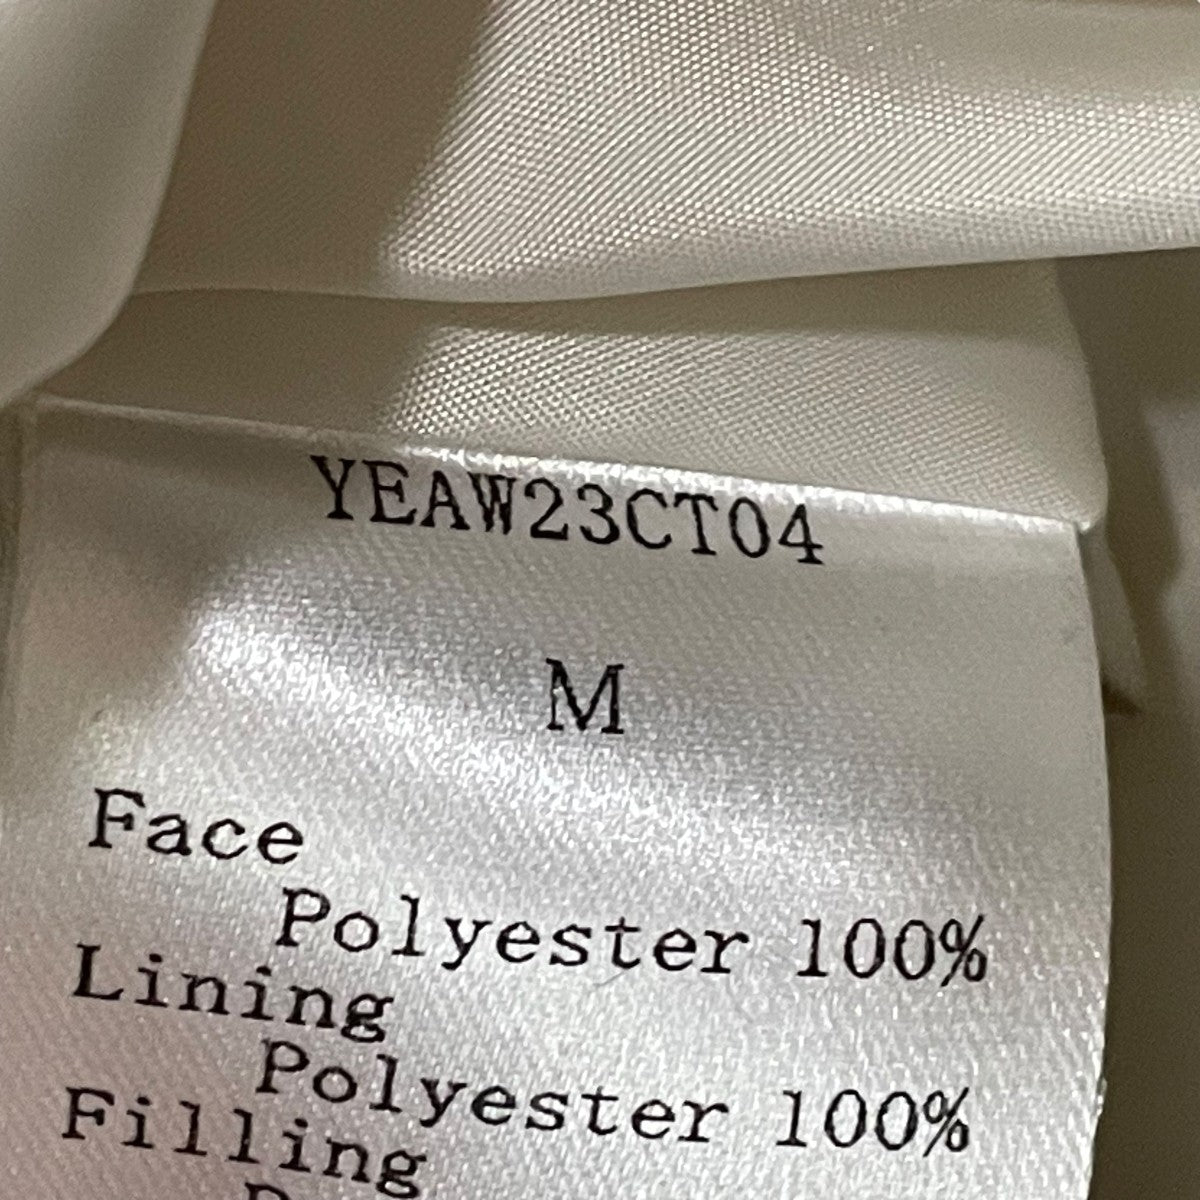 YEAW23CT04
M
Face
Polyester 100%
Lining
Polyester 100%
Filling